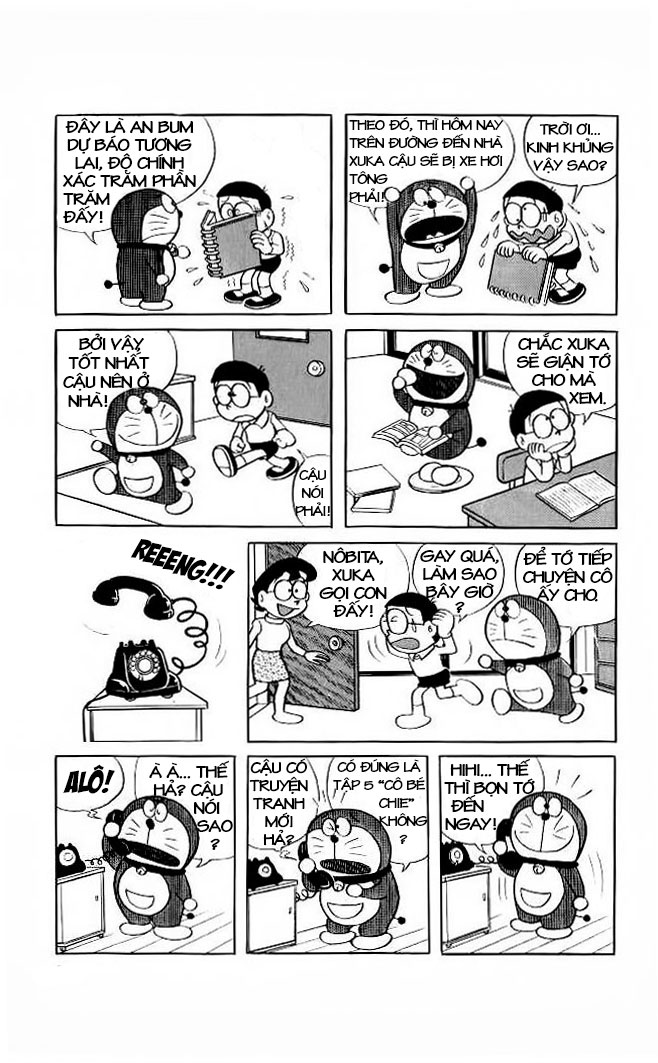 ĐÂY LÀ AN BUM
DỰ BÁO TƯƠNG
LAI, ĐỘ CHÍNH
XÁC TRĂM PHẦN
TRĂM
ĐẤY!
THEO ĐÓ, THÌ HÔM NAY
TRÊN ĐƯỜNG ĐẾN NHÀ
XUKA CẬU SẼ BỊ XE HƠI
TÔNG
PHẢI!
TRỜI ƠI...
KINH KHỦNG
VẬY SAO?
BỞI VẬY,
TỐT NHẤT
CẬU NÊN Ở
NHÀ!
CẬU
NÓI
PHẢI!
CHẮC XUKA
SẼ GIẬN TỚ
CHO MÀ
XEM.
REEENG!!!
NÔBITA,
XUKA
GỌI CON
ĐẤY!
GAY QUÁ,
LÀM SAO
BÂY GIỜ
?
ĐỂ TỚ TIẾP
CHUYỆN CÔ
ẤY CHO.
ALÔ!
À À... THẾ
HẢ? CẬU
NÓI
SAO
?
CẬU CÓ
TRUYỆN
TRANH
MỚI
HẢ?
CÓ ĐÚNG LÀ
TẬP 5 "CÔ BÉ
CHIE"
KHÔNG
?
HIHI... THẾ
THÌ BỌN TỚ
ĐẾN
NGAY!